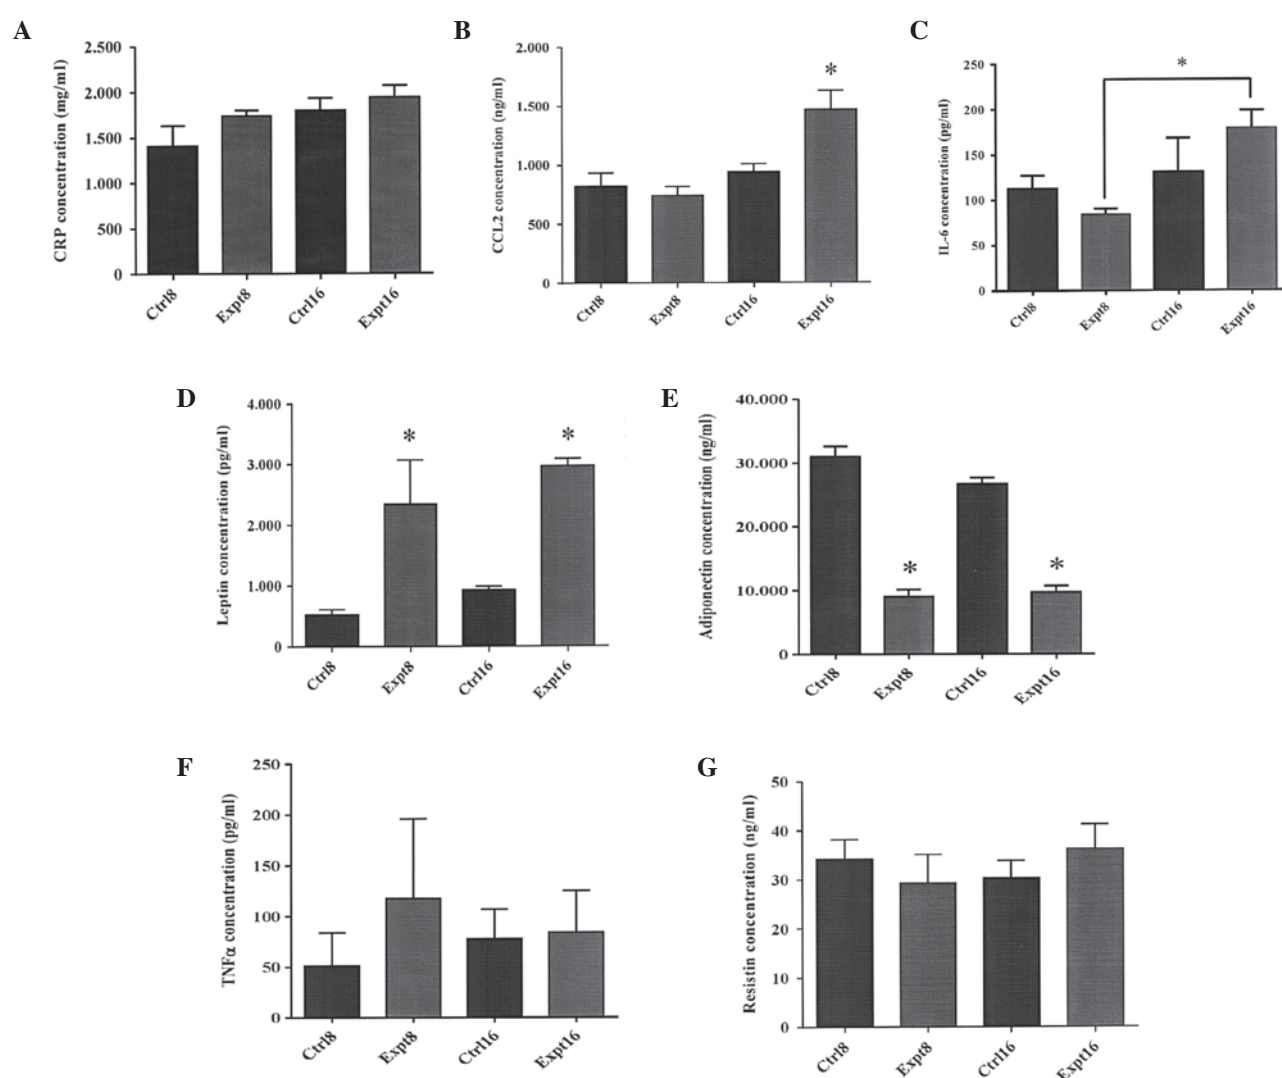 A
CRP concentration (mg/ml)
2.500
2.000
1.500
1.000
500
0
Ctrl8
Expt8
Ctrl16
Expt16
B
CCL2 concentration (ng/ml)
2.000
1.500
1.000
500
0
*
Ctrl8
Expt8
Ctrl16
Expt16
C
IL-6 concentration (pg/ml)
250
200
150
100
50
0
*
Ctrl8
Expt8
Ctrl16
Expt16
D
Leptin concentration (pg/ml)
4.000
3.000
2.000
1.000
0
*
*
Ctrl8
Expt8
Ctrl16
Expt16
E
Adiponectin concentration (ng/ml)
40.000
30.000
20.000
10.000
0
*
*
Ctrl8
Expt8
Ctrl16
Expt16
F
TNFα concentration (pg/ml)
250
200
150
100
50
0
Ctrl8
Expt8
Ctrl16
Expt16
G
Resistin concentration (ng/ml)
50
40
30
20
10
0
Ctrl8
Expt8
Ctrl16
Expt16